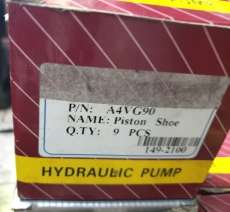 P/N: A4VG90
NAME: Piston Shoe
Q.TY: 9 PCS
149-2100
HYDRAULIC PUMP